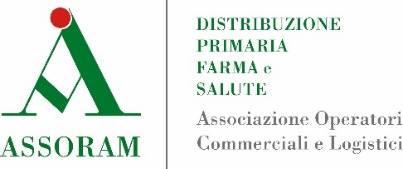 ASSORAM
DISTRIBUZIONE
PRIMARIA
FARMA e
SALUTE
Associazione Operatori
Commerciali e Logistici